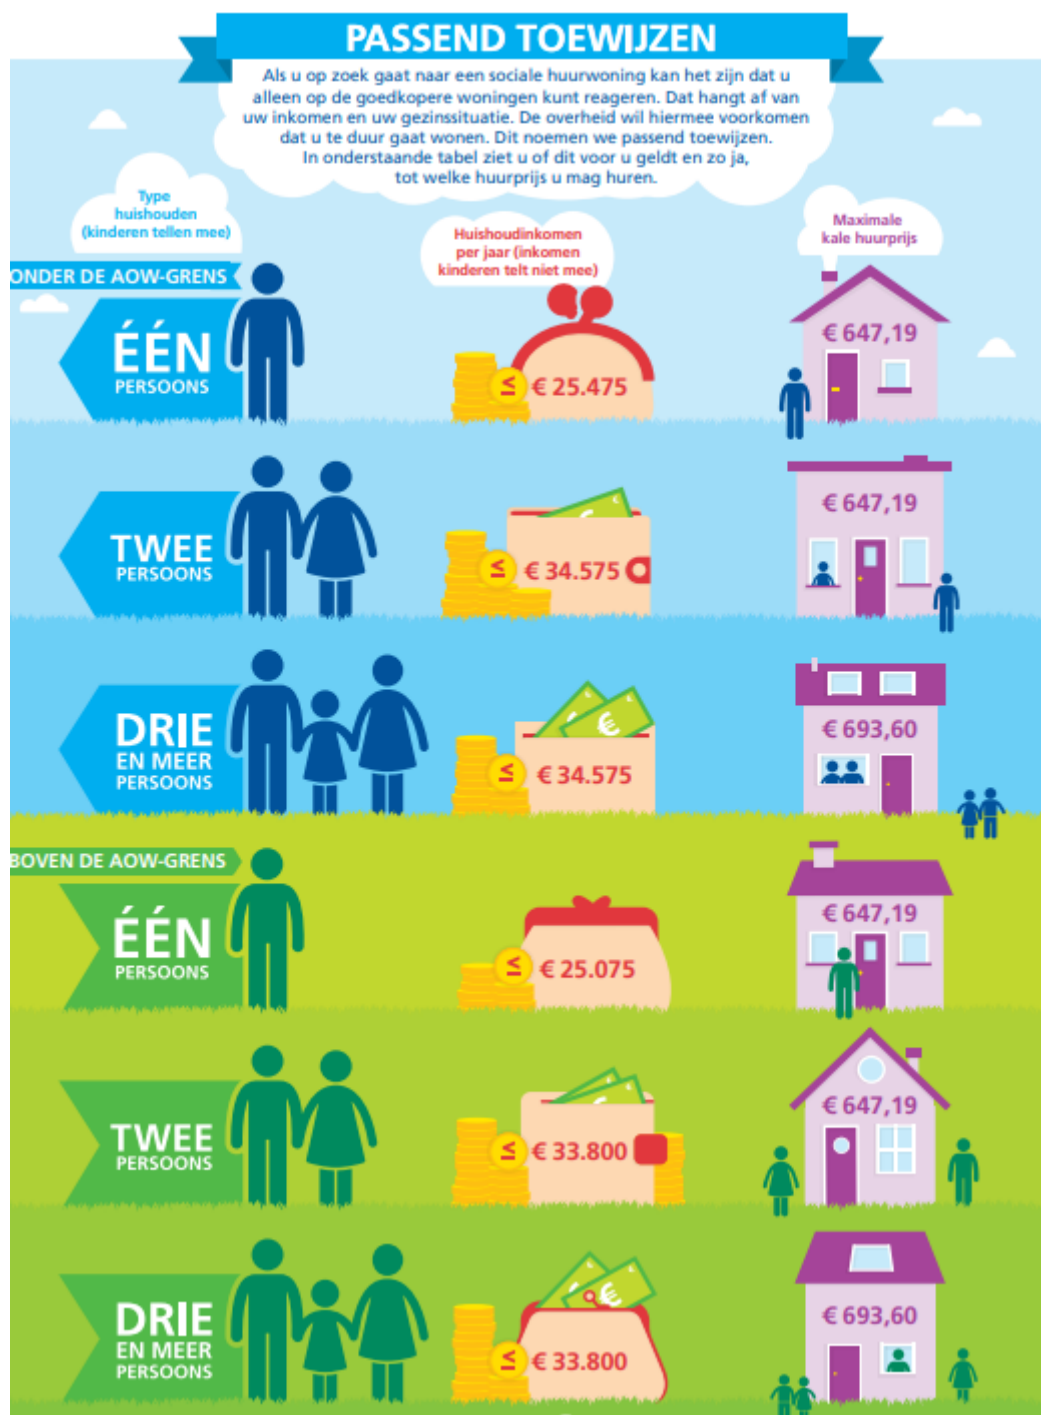 PASSEND TOEWIJZEN
Als u op zoek gaat naar een sociale huurwoning kan het zijn dat u
alleen op de goedkopere woningen kunt reageren. Dat hangt af van
uw inkomen en uw gezinssituatie. De overheid wil hiermee voorkomen
dat u te duur gaat wonen. Dit noemen we passend toewijzen.
In onderstaande tabel ziet u of dit voor u geldt en zo ja,
tot welke huurprijs u mag huren.
Type
huishouden
(kinderen tellen mee)
Huishoudinkomen
per jaar (inkomen
kinderen telt niet mee)
Maximale
kale huurprijs
ONDER DE AOW-GRENS
ÉÉN
PERSOONS
≤ € 25.475
€ 647,19
TWEE
PERSOONS
≤ € 34.575
€ 647,19
DRIE
EN MEER
PERSOONS
≤ € 34.575
€ 693,60
BOVEN DE AOW-GRENS
ÉÉN
PERSOONS
≤ € 25.075
€ 647,19
TWEE
PERSOONS
≤ € 33.800
€ 647,19
DRIE
EN MEER
PERSOONS
≤ € 33.800
€ 693,60